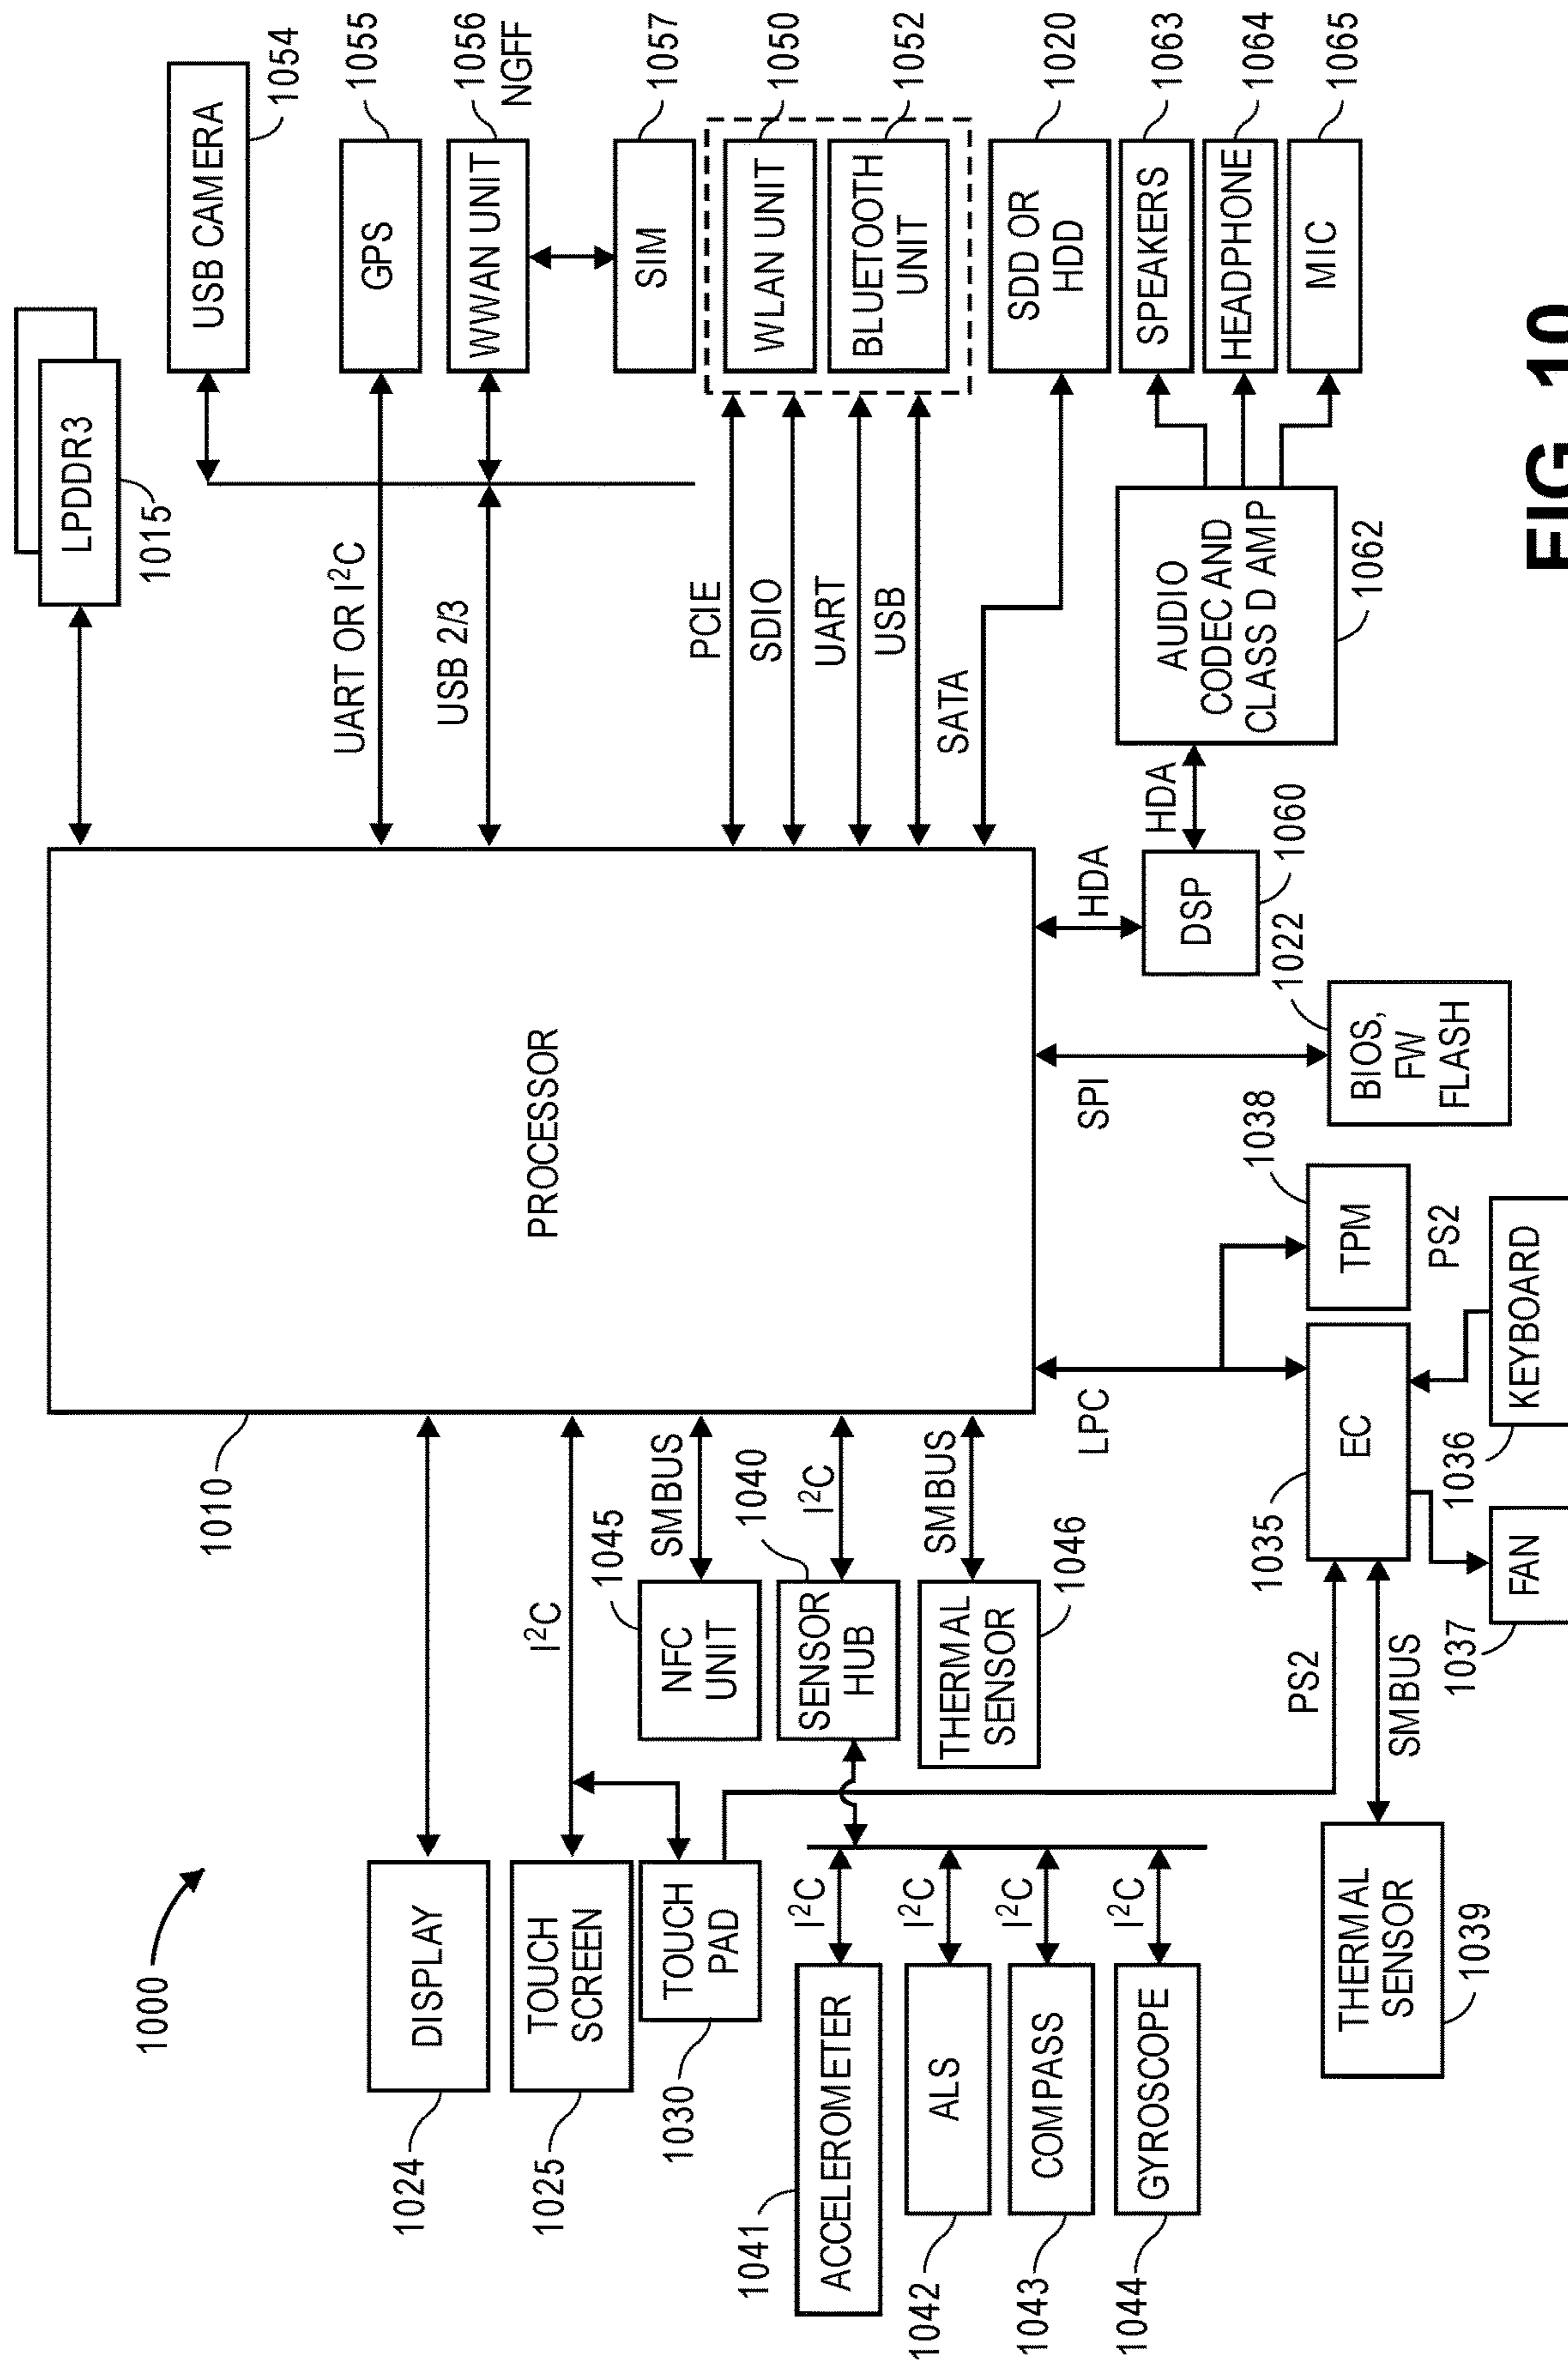 1000
LPDDR3
1015
USB CAMERA
1054
UART OR I²C
GPS
1055
USB 2/3
WWAN UNIT
1056
NGFF
SIM
1057
PCIE
SDIO
UART
USB
WLAN UNIT
1050
BLUETOOTH
UNIT
1052
SATA
SDD OR
HDD
1020
SPEAKERS
1063
HEADPHONE
1064
MIC
1065
AUDIO
CODEC AND
CLASS D AMP
1062
HDA
HDA
DSP
1060
PROCESSOR
1010
DISPLAY
1024
TOUCH
SCREEN
1025
I²C
TOUCH
PAD
1030
NFC
UNIT
1045
SMBUS
SENSOR
HUB
1040
I²C
THERMAL
SENSOR
1046
SMBUS
ACCELEROMETER
1041
I²C
ALS
1042
I²C
COMPASS
1043
I²C
GYROSCOPE
1044
I²C
LPC
SPI
BIOS,
FW
FLASH
1022
TPM
1038
EC
1035
PS2
SMBUS
THERMAL
SENSOR
1039
PS2
KEYBOARD
1036
FAN
1037
FIG. 10